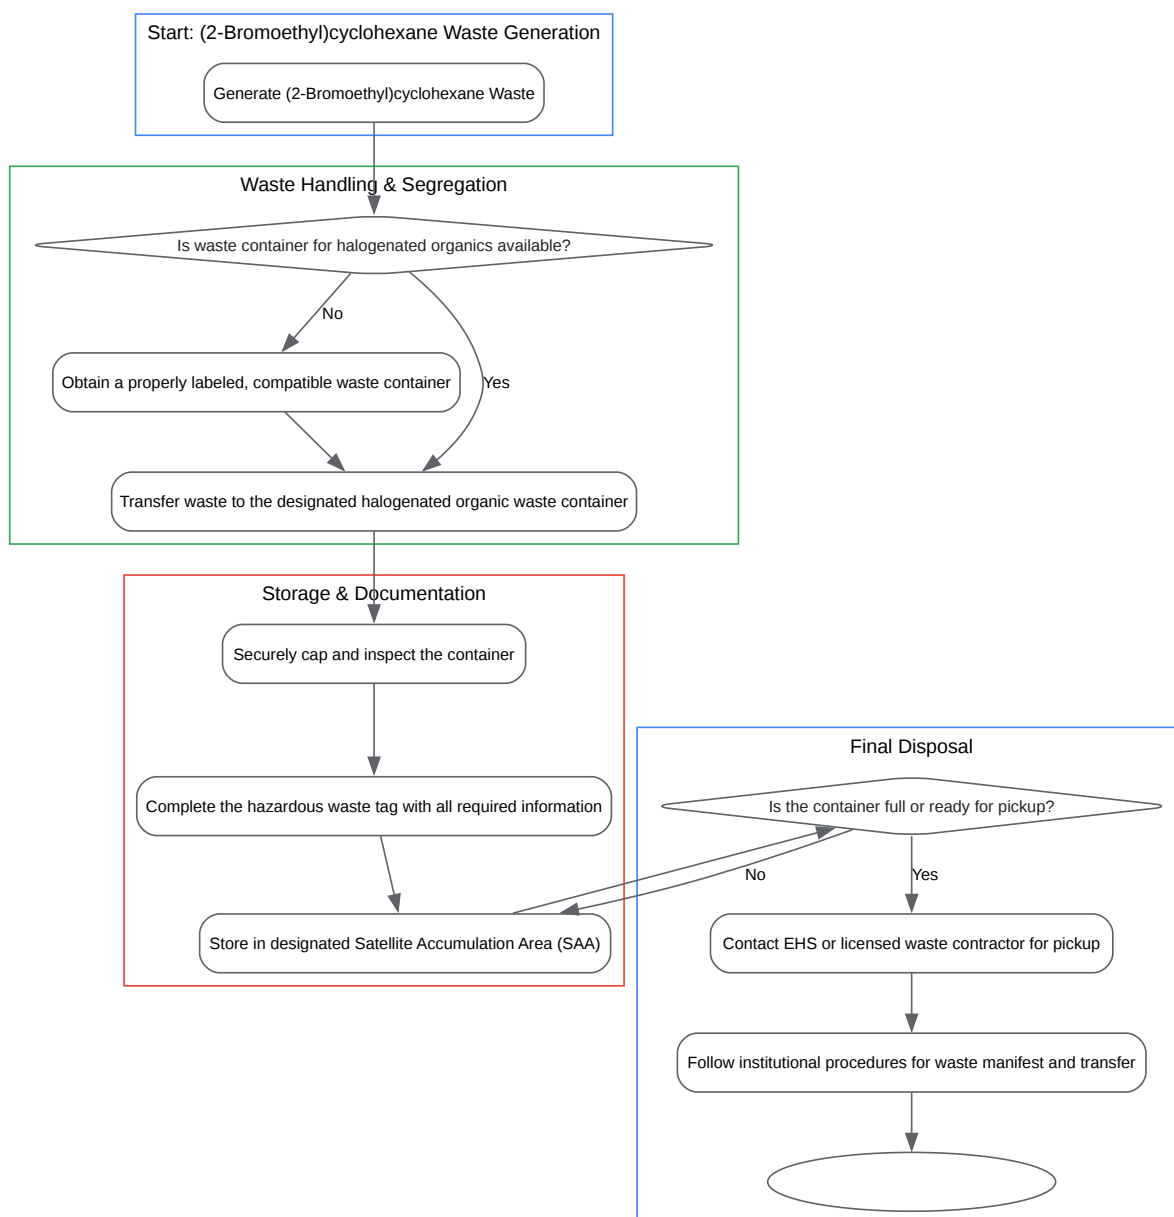 Start: (2-Bromoethyl)cyclohexane Waste Generation
Generate (2-Bromoethyl)cyclohexane Waste
Waste Handling & Segregation
Is waste container for halogenated organics available?
No
Obtain a properly labeled, compatible waste container
Yes
Transfer waste to the designated halogenated organic waste container
Storage & Documentation
Securely cap and inspect the container
Complete the hazardous waste tag with all required information
Store in designated Satellite Accumulation Area (SAA)
Final Disposal
Is the container full or ready for pickup?
No
Yes
Contact EHS or licensed waste contractor for pickup
Follow institutional procedures for waste manifest and transfer